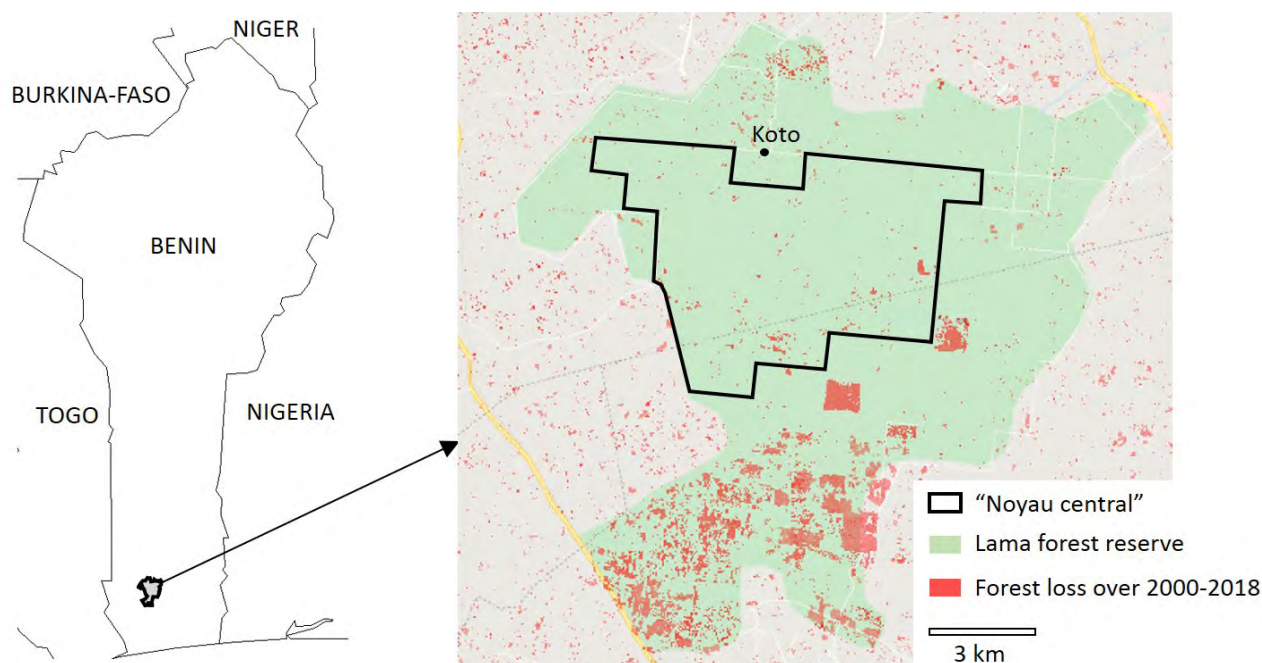 NIGER
BURKINA-FASO
BENIN
TOGO
NIGERIA
Koto
“Noyau central”
Lama forest reserve
Forest loss over 2000-2018
3 km